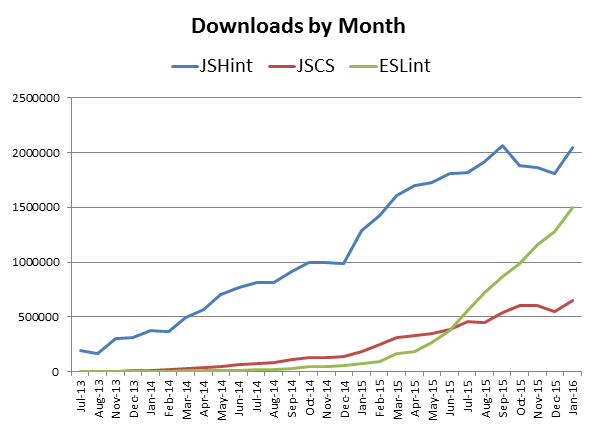 Downloads by Month
JSHint JSCS ESLint
2500000
2000000
1500000
1000000
500000
0
Jul-13 Aug-13 Nov-13 Dec-13 Jan-14 Feb-14 Mar-14 Apr-14 May-14 Jun-14 Jul-14 Aug-14 Sep-14 Oct-14 Nov-14 Dec-14 Jan-15 Feb-15 Mar-15 Apr-15 May-15 Jun-15 Jul-15 Aug-15 Sep-15 Oct-15 Nov-15 Dec-15 Jan-16